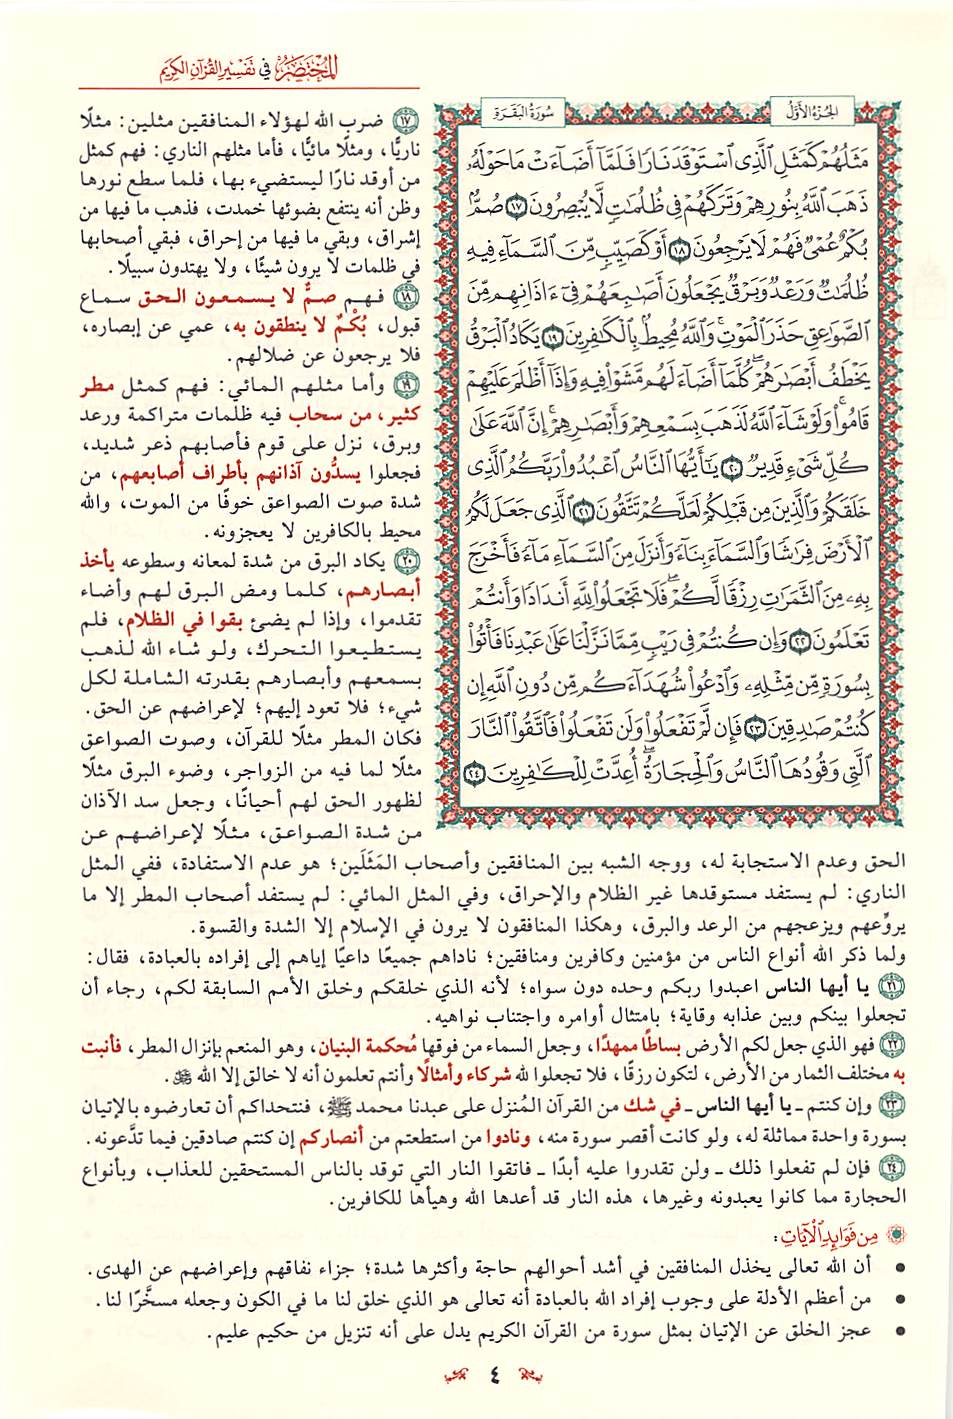 المختصر في تفسير القرآن الكريم
الجزء الأول
سورة البقرة
مَثَلُهُمْ كَمَثَلِ ٱلَّذِى ٱسْتَوْقَدَ نَارًا فَلَمَّآ أَضَآءَتْ مَا حَوْلَهُۥ
ذَهَبَ ٱللَّهُ بِنُورِهِمْ وَتَرَكَهُمْ فِى ظُلُمَٰتٍ لَّا يُبْصِرُونَ ١٧ صُمٌّۢ
بُكْمٌ عُمْىٌ فَهُمْ لَا يَرْجِعُونَ ١٨ أَوْ كَصَيِّبٍ مِّنَ ٱلسَّمَآءِ فِيهِ
ظُلُمَٰتٌ وَرَعْدٌ وَبَرْقٌ يَجْعَلُونَ أَصَٰبِعَهُمْ فِىٓ ءَاذَانِهِم مِّنَ
ٱلصَّوَٰعِقِ حَذَرَ ٱلْمَوْتِ ۚ وَٱللَّهُ مُحِيطٌۢ بِٱلْكَٰفِرِينَ ١٩ يَكَادُ ٱلْبَرْقُ
يَخْطَفُ أَبْصَٰرَهُمْ ۖ كُلَّمَآ أَضَآءَ لَهُم مَّشَوْا۟ فِيهِ وَإِذَآ أَظْلَمَ عَلَيْهِمْ
قَامُوا۟ ۚ وَلَوْ شَآءَ ٱللَّهُ لَذَهَبَ بِسَمْعِهِمْ وَأَبْصَٰرِهِمْ ۚ إِنَّ ٱللَّهَ عَلَىٰ
كُلِّ شَىْءٍ قَدِيرٌ ٢٠ يَٰٓأَيُّهَا ٱلنَّاسُ ٱعْبُدُوا۟ رَبَّكُمُ ٱلَّذِى
خَلَقَكُمْ وَٱلَّذِينَ مِن قَبْلِكُمْ لَعَلَّكُمْ تَتَّقُونَ ٢١ ٱلَّذِى جَعَلَ لَكُمُ
ٱلْأَرْضَ فِرَٰشًا وَٱلسَّمَآءَ بِنَآءً وَأَنزَلَ مِنَ ٱلسَّمَآءِ مَآءً فَأَخْرَجَ
بِهِۦ مِنَ ٱلثَّمَرَٰتِ رِزْقًا لَّكُمْ ۖ فَلَا تَجْعَلُوا۟ لِلَّهِ أَندَادًا وَأَنتُمْ
تَعْلَمُونَ ٢٢ وَإِن كُنتُمْ فِى رَيْبٍ مِّمَّا نَزَّلْنَا عَلَىٰ عَبْدِنَا فَأْتُوا۟
بِسُورَةٍ مِّن مِّثْلِهِۦ وَٱدْعُوا۟ شُهَدَآءَكُم مِّن دُونِ ٱللَّهِ إِن
كُنتُمْ صَٰدِقِينَ ٢٣ فَإِن لَّمْ تَفْعَلُوا۟ وَلَن تَفْعَلُوا۟ فَٱتَّقُوا۟ ٱلنَّارَ
ٱلَّتِى وَقُودُهَا ٱلنَّاسُ وَٱلْحِجَارَةُ ۖ أُعِدَّتْ لِلْكَٰفِرِينَ ٢٤
١٧ ضرب الله لهؤلاء المنافقين مثلين: مثلًا
ناريًّا، ومثلًا مائيًّا، فأما مثلهم الناري: فهم كمثل
من أوقد نارًا ليستضيء بها، فلما سطع نورها
وظن أنه ينتفع بضوئها خمدت، فذهب ما فيها من
إشراق، وبقي ما فيها من إحراق، فبقي أصحابها
في ظلمات لا يرون شيئًا، ولا يهتدون سبيلًا.
١٨ فهم صمٌّ لا يسمعون الحق سماع
قبول، بُكْمٌ لا ينطقون به، عمي عن إبصاره،
فلا يرجعون عن ضلالهم.
١٩ وأما مثلهم المائي: فهم كمثل مطر
كثير، من سحاب فيه ظلمات متراكمة ورعد
وبرق، نزل على قوم فأصابهم ذعر شديد،
فجعلوا يسدُّون آذانهم بأطراف أصابعهم، من
شدة صوت الصواعق خوفًا من الموت، والله
محيط بالكافرين لا يعجزونه.
٢٠ يكاد البرق من شدة لمعانه وسطوعه يأخذ
أبصارهم، كلما ومض البرق لهم وأضاء
تقدموا، وإذا لم يضئ بقوا في الظلام، فلم
يستطيعوا التحرك، ولو شاء الله لذهب
بسمعهم وأبصارهم بقدرته الشاملة لكل
شيء؛ فلا تعود إليهم؛ لإعراضهم عن الحق.
فكان المطر مثلًا للقرآن، وصوت الصواعق
مثلًا لما فيه من الزواجر، وضوء البرق مثلًا
لظهور الحق لهم أحيانًا، وجعل سد الآذان
من شدة الصواعق، مثلًا لإعراضهم عن
الحق وعدم الاستجابة له، ووجه الشبه بين المنافقين وأصحاب المَثَلَين؛ هو عدم الاستفادة، ففي المثل
الناري: لم يستفد مستوقدها غير الظلام والإحراق، وفي المثل المائي: لم يستفد أصحاب المطر إلا ما
يروِّعهم ويزعجهم من الرعد والبرق، وهكذا المنافقون لا يرون في الإسلام إلا الشدة والقسوة.
ولما ذكر الله أنواع الناس من مؤمنين وكافرين ومنافقين؛ ناداهم جميعًا داعيًا إياهم إلى إفراده بالعبادة، فقال:
٢١ يا أيها الناس اعبدوا ربكم وحده دون سواه؛ لأنه الذي خلقكم وخلق الأمم السابقة لكم، رجاء أن
تجعلوا بينكم وبين عذابه وقاية؛ بامتثال أوامره واجتناب نواهيه.
٢٢ فهو الذي جعل لكم الأرض بساطًا ممهدًا، وجعل السماء من فوقها مُحكمة البنيان، وهو المنعم بإنزال المطر، فأنبت
به مختلف الثمار من الأرض، لتكون رزقًا، فلا تجعلوا لله شركاء وأمثالًا وأنتم تعلمون أنه لا خالق إلا الله ﷻ.
٢٣ وإن كنتم - يا أيها الناس - في شك من القرآن المُنزل على عبدنا محمد ﷺ، فنتحداكم أن تعارضوه بالإتيان
بسورة واحدة مماثلة له، ولو كانت أقصر سورة منه، ونادوا من استطعتم من أنصاركم إن كنتم صادقين فيما تدَّعونه.
٢٤ فإن لم تفعلوا ذلك - ولن تقدروا عليه أبدًا - فاتقوا النار التي توقد بالناس المستحقين للعذاب، وبأنواع
الحجارة مما كانوا يعبدونه وغيرها، هذه النار قد أعدها الله وهيأها للكافرين.
من فوائد الآيات:
• أن الله تعالى يخذل المنافقين في أشد أحوالهم حاجة وأكثرها شدة؛ جزاء نفاقهم وإعراضهم عن الهدى.
• من أعظم الأدلة على وجوب إفراد الله بالعبادة أنه تعالى هو الذي خلق لنا ما في الكون وجعله مسخَّرًا لنا.
• عجز الخلق عن الإتيان بمثل سورة من القرآن الكريم يدل على أنه تنزيل من حكيم عليم.
٤